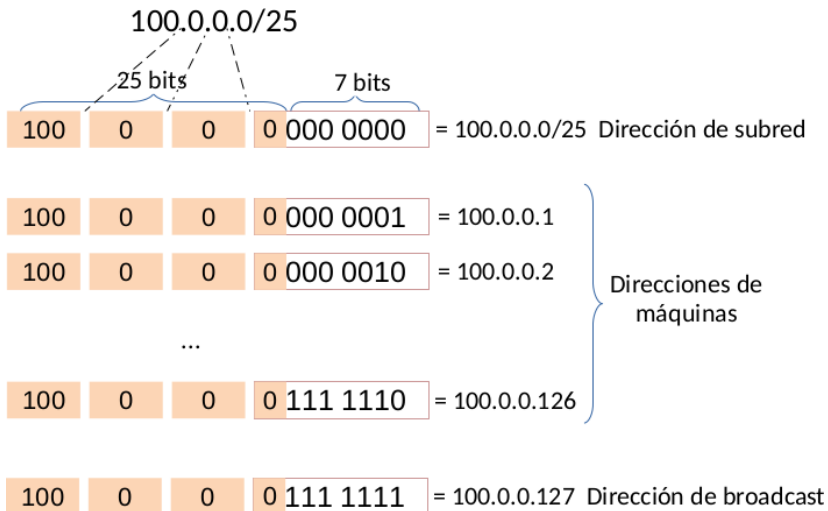 100.0.0.0/25
25 bits 7 bits
100 0 0 0 000 0000 = 100.0.0.0/25 Dirección de subred
100 0 0 0 000 0001 = 100.0.0.1
100 0 0 0 000 0010 = 100.0.0.2
Direcciones de
máquinas
...
100 0 0 0 111 1110 = 100.0.0.126
100 0 0 0 111 1111 = 100.0.0.127 Dirección de broadcast